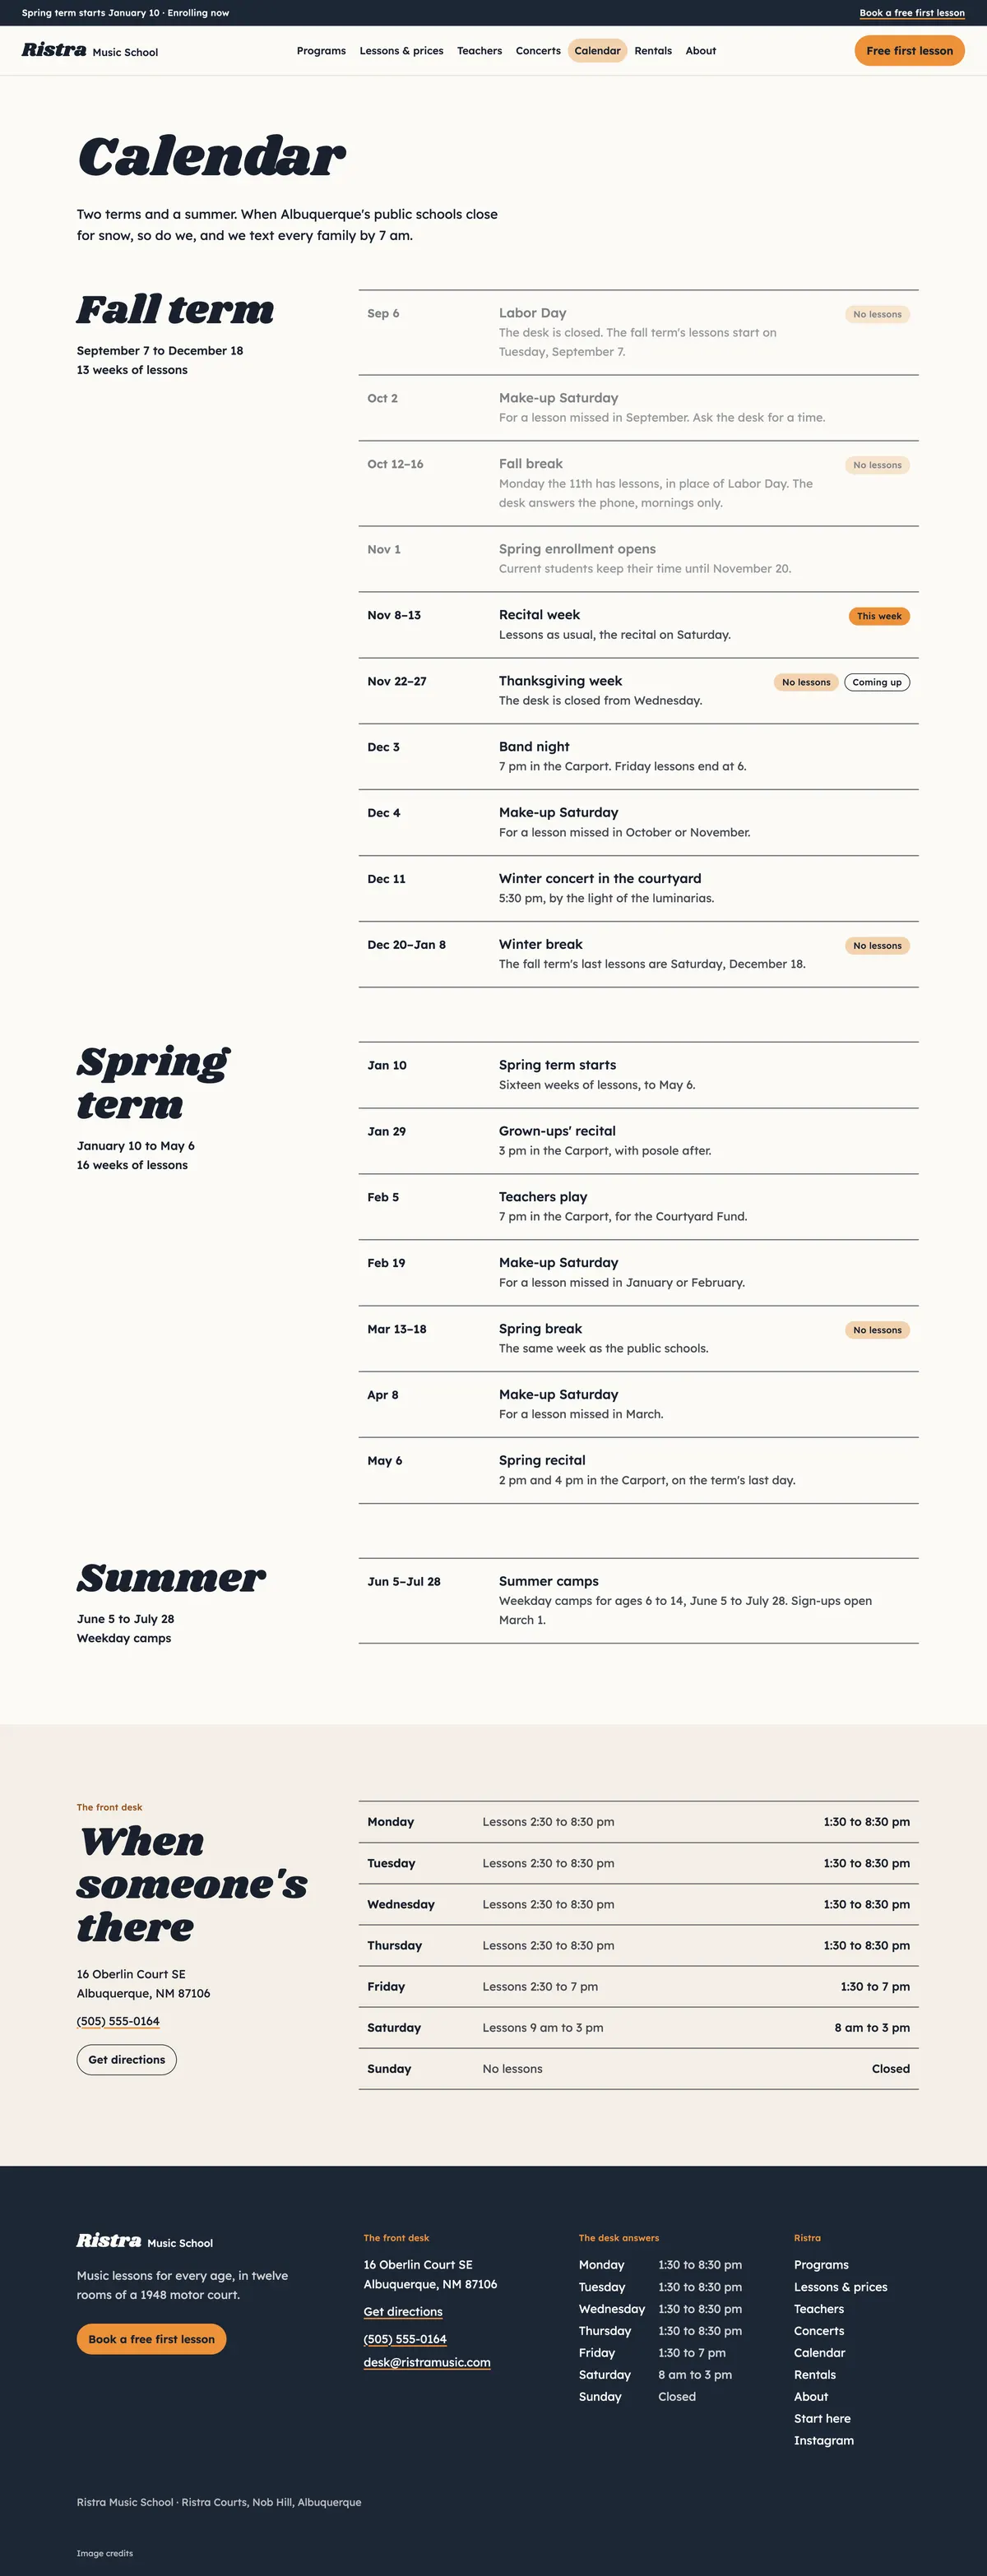 Spring term starts January 10 · Enrolling now
Book a free first lesson
Ristra Music School
Programs
Lessons & prices
Teachers
Concerts
Calendar
Rentals
About
Free first lesson
Calendar
Two terms and a summer. When Albuquerque's public schools close
for snow, so do we, and we text every family by 7 am.
Fall term
September 7 to December 18
13 weeks of lessons
Sep 6
Labor Day
No lessons
The desk is closed. The fall term's lessons start on
Tuesday, September 7.
Oct 2
Make-up Saturday
For a lesson missed in September. Ask the desk for a time.
Oct 12–16
Fall break
No lessons
Monday the 11th has lessons, in place of Labor Day. The
desk answers the phone, mornings only.
Nov 1
Spring enrollment opens
Current students keep their time until November 20.
Nov 8–13
Recital week
This week
Lessons as usual, the recital on Saturday.
Nov 22–27
Thanksgiving week
No lessons
Coming up
The desk is closed from Wednesday.
Dec 3
Band night
7 pm in the Carport. Friday lessons end at 6.
Dec 4
Make-up Saturday
For a lesson missed in October or November.
Dec 11
Winter concert in the courtyard
5:30 pm, by the light of the luminarias.
Dec 20–Jan 8
Winter break
No lessons
The fall term's last lessons are Saturday, December 18.
Spring
term
January 10 to May 6
16 weeks of lessons
Jan 10
Spring term starts
Sixteen weeks of lessons, to May 6.
Jan 29
Grown-ups' recital
3 pm in the Carport, with posole after.
Feb 5
Teachers play
7 pm in the Carport, for the Courtyard Fund.
Feb 19
Make-up Saturday
For a lesson missed in January or February.
Mar 13–18
Spring break
No lessons
The same week as the public schools.
Apr 8
Make-up Saturday
For a lesson missed in March.
May 6
Spring recital
2 pm and 4 pm in the Carport, on the term's last day.
Summer
June 5 to July 28
Weekday camps
Jun 5–Jul 28
Summer camps
Weekday camps for ages 6 to 14, June 5 to July 28. Sign-ups open
March 1.
The front desk
When
someone's
there
16 Oberlin Court SE
Albuquerque, NM 87106
(505) 555-0164
Get directions
Monday Lessons 2:30 to 8:30 pm 1:30 to 8:30 pm
Tuesday Lessons 2:30 to 8:30 pm 1:30 to 8:30 pm
Wednesday Lessons 2:30 to 8:30 pm 1:30 to 8:30 pm
Thursday Lessons 2:30 to 8:30 pm 1:30 to 8:30 pm
Friday Lessons 2:30 to 7 pm 1:30 to 7 pm
Saturday Lessons 9 am to 3 pm 8 am to 3 pm
Sunday No lessons Closed
Ristra Music School
Music lessons for every age, in twelve
rooms of a 1948 motor court.
Book a free first lesson
The front desk
16 Oberlin Court SE
Albuquerque, NM 87106
Get directions
(505) 555-0164
desk@ristramusic.com
The desk answers
Monday 1:30 to 8:30 pm
Tuesday 1:30 to 8:30 pm
Wednesday 1:30 to 8:30 pm
Thursday 1:30 to 8:30 pm
Friday 1:30 to 7 pm
Saturday 8 am to 3 pm
Sunday Closed
Ristra
Programs
Lessons & prices
Teachers
Concerts
Calendar
Rentals
About
Start here
Instagram
Ristra Music School · Ristra Courts, Nob Hill, Albuquerque
Image credits